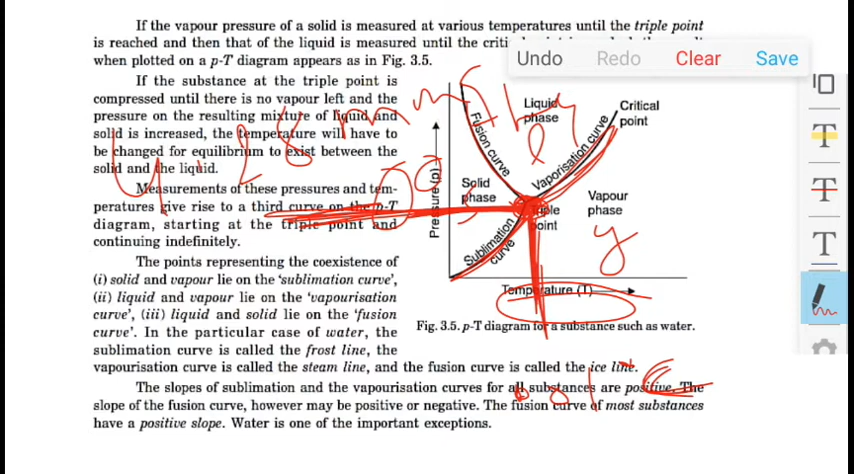 If the vapour pressure of a solid is measured at various temperatures until the triple point
is reached and then that of the liquid is measured until the
when plotted on a p-T diagram appears as in Fig. 3.5.
Undo Redo Clear Save
If the substance at the triple point is
compressed until there is no vapour left and the
pressure on the resulting mixture of liquid and
solid is increased, the temperature will have to
be changed for equilibrium to exist between the
solid and the liquid.
Measurements of these pressures and tem-
peratures give rise to a third curve on the p-T
diagram, starting at the triple point and
continuing indefinitely.
The points representing the coexistence of
(i) solid and vapour lie on the 'sublimation curve',
(ii) liquid and vapour lie on the 'vapourisation
curve', (iii) liquid and solid lie on the 'fusion
curve'. In the particular case of water, the
sublimation curve is called the frost line, the
Pressure (p)
Fusion curve
Liquid
phase
Vaporisation curve
Critical
point
Solid
phase
Vapour
phase
Triple
point
Sublimation
curve
Temperature (T)
Fig. 3.5. p-T diagram for a substance such as water.
vapourisation curve is called the steam line, and the fusion curve is called the ice line.
The slopes of sublimation and the vapourisation curves for all substances are positive. The
slope of the fusion curve, however may be positive or negative. The fusion curve of most substances
have a positive slope. Water is one of the important exceptions.